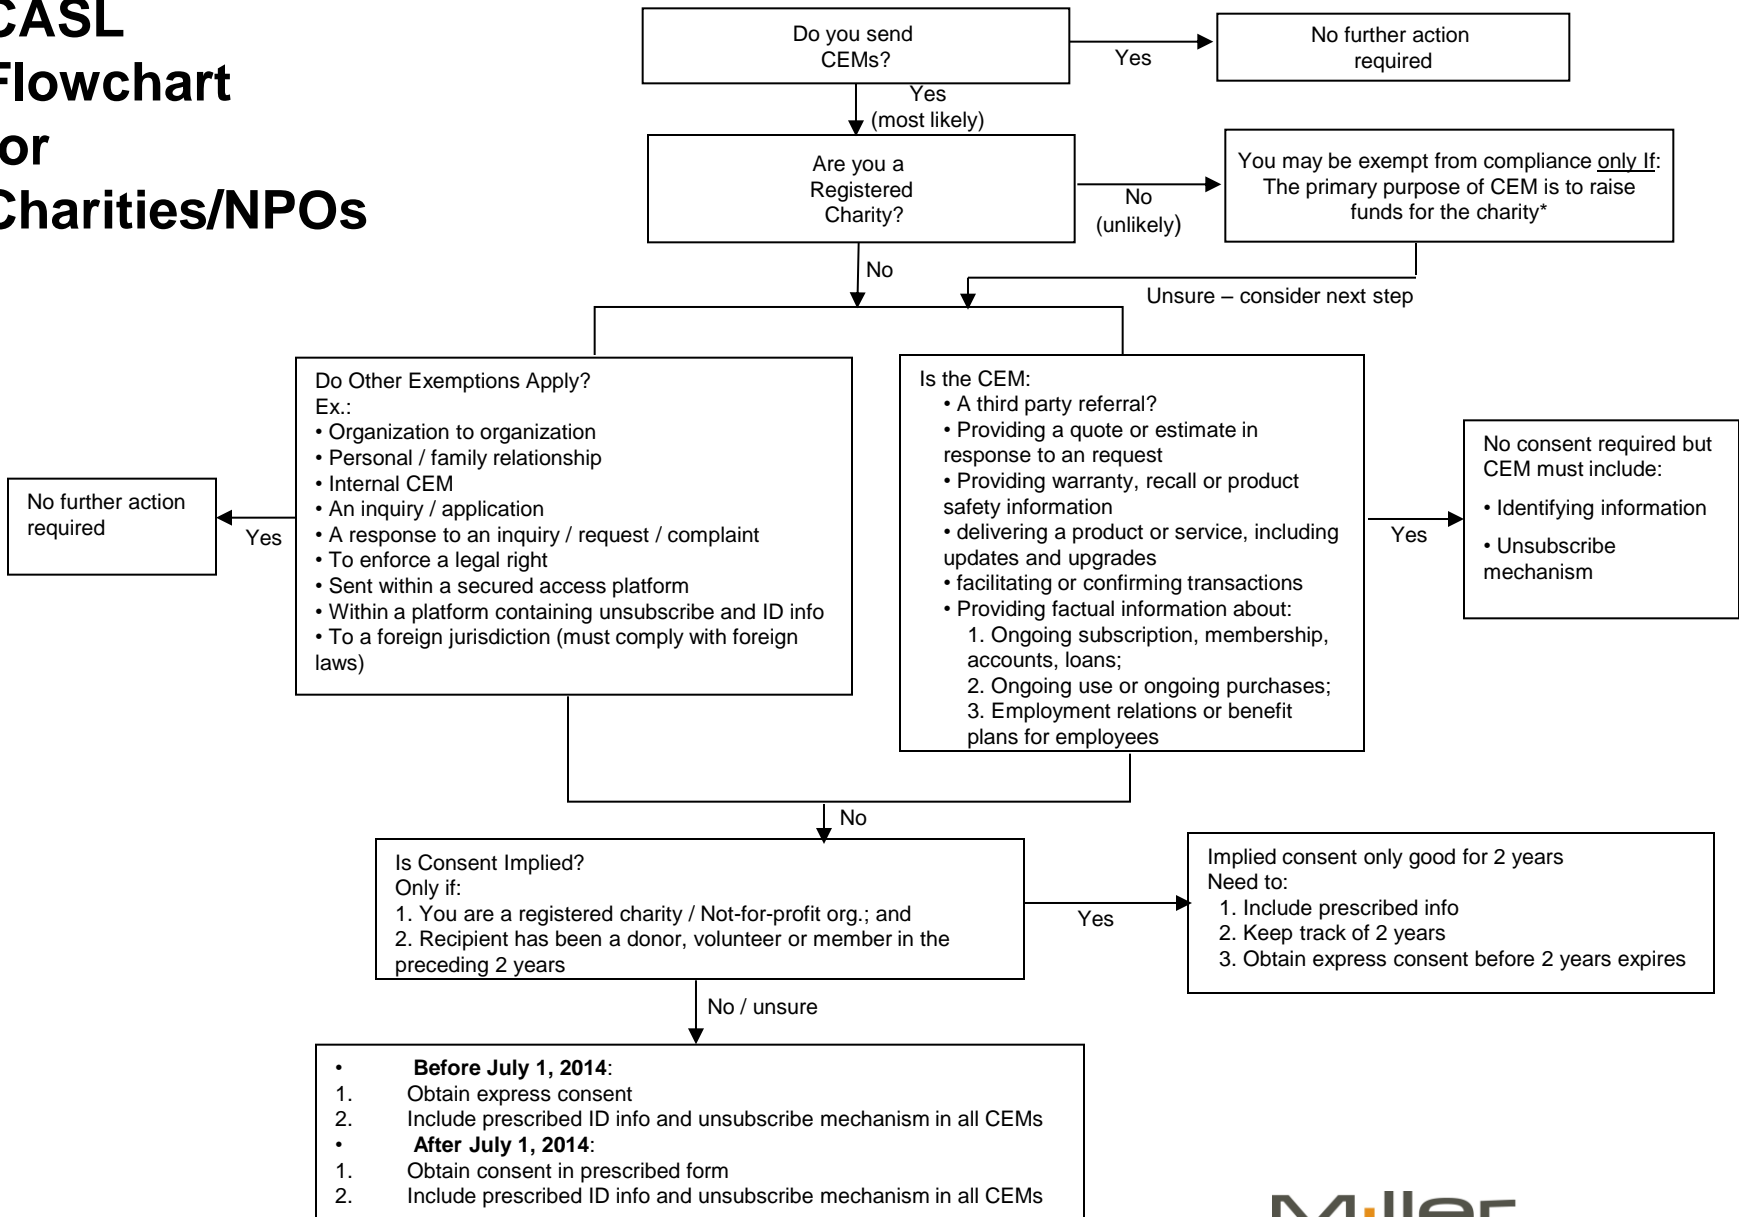 CASL
Flowchart
for
Charities/NPOs
Do you send
CEMs?
Yes
No further action
required
Yes
(most likely)
Are you a
Registered
Charity?
No
(unlikely)
You may be exempt from compliance only If:
The primary purpose of CEM is to raise
funds for the charity*
No
Unsure – consider next step
Do Other Exemptions Apply?
Ex.:
• Organization to organization
• Personal / family relationship
• Internal CEM
• An inquiry / application
• A response to an inquiry / request / complaint
• To enforce a legal right
• Sent within a secured access platform
• Within a platform containing unsubscribe and ID info
• To a foreign jurisdiction (must comply with foreign
laws)
Yes
No further action
required
Is the CEM:
• A third party referral?
• Providing a quote or estimate in
response to an request
• Providing warranty, recall or product
safety information
• delivering a product or service, including
updates and upgrades
• facilitating or confirming transactions
• Providing factual information about:
1. Ongoing subscription, membership,
accounts, loans;
2. Ongoing use or ongoing purchases;
3. Employment relations or benefit
plans for employees
Yes
No consent required but
CEM must include:
• Identifying information
• Unsubscribe
mechanism
No
Is Consent Implied?
Only if:
1. You are a registered charity / Not-for-profit org.; and
2. Recipient has been a donor, volunteer or member in the
preceding 2 years
Yes
Implied consent only good for 2 years
Need to:
1. Include prescribed info
2. Keep track of 2 years
3. Obtain express consent before 2 years expires
No / unsure
• Before July 1, 2014:
1. Obtain express consent
2. Include prescribed ID info and unsubscribe mechanism in all CEMs
• After July 1, 2014:
1. Obtain consent in prescribed form
2. Include prescribed ID info and unsubscribe mechanism in all CEMs
Miller